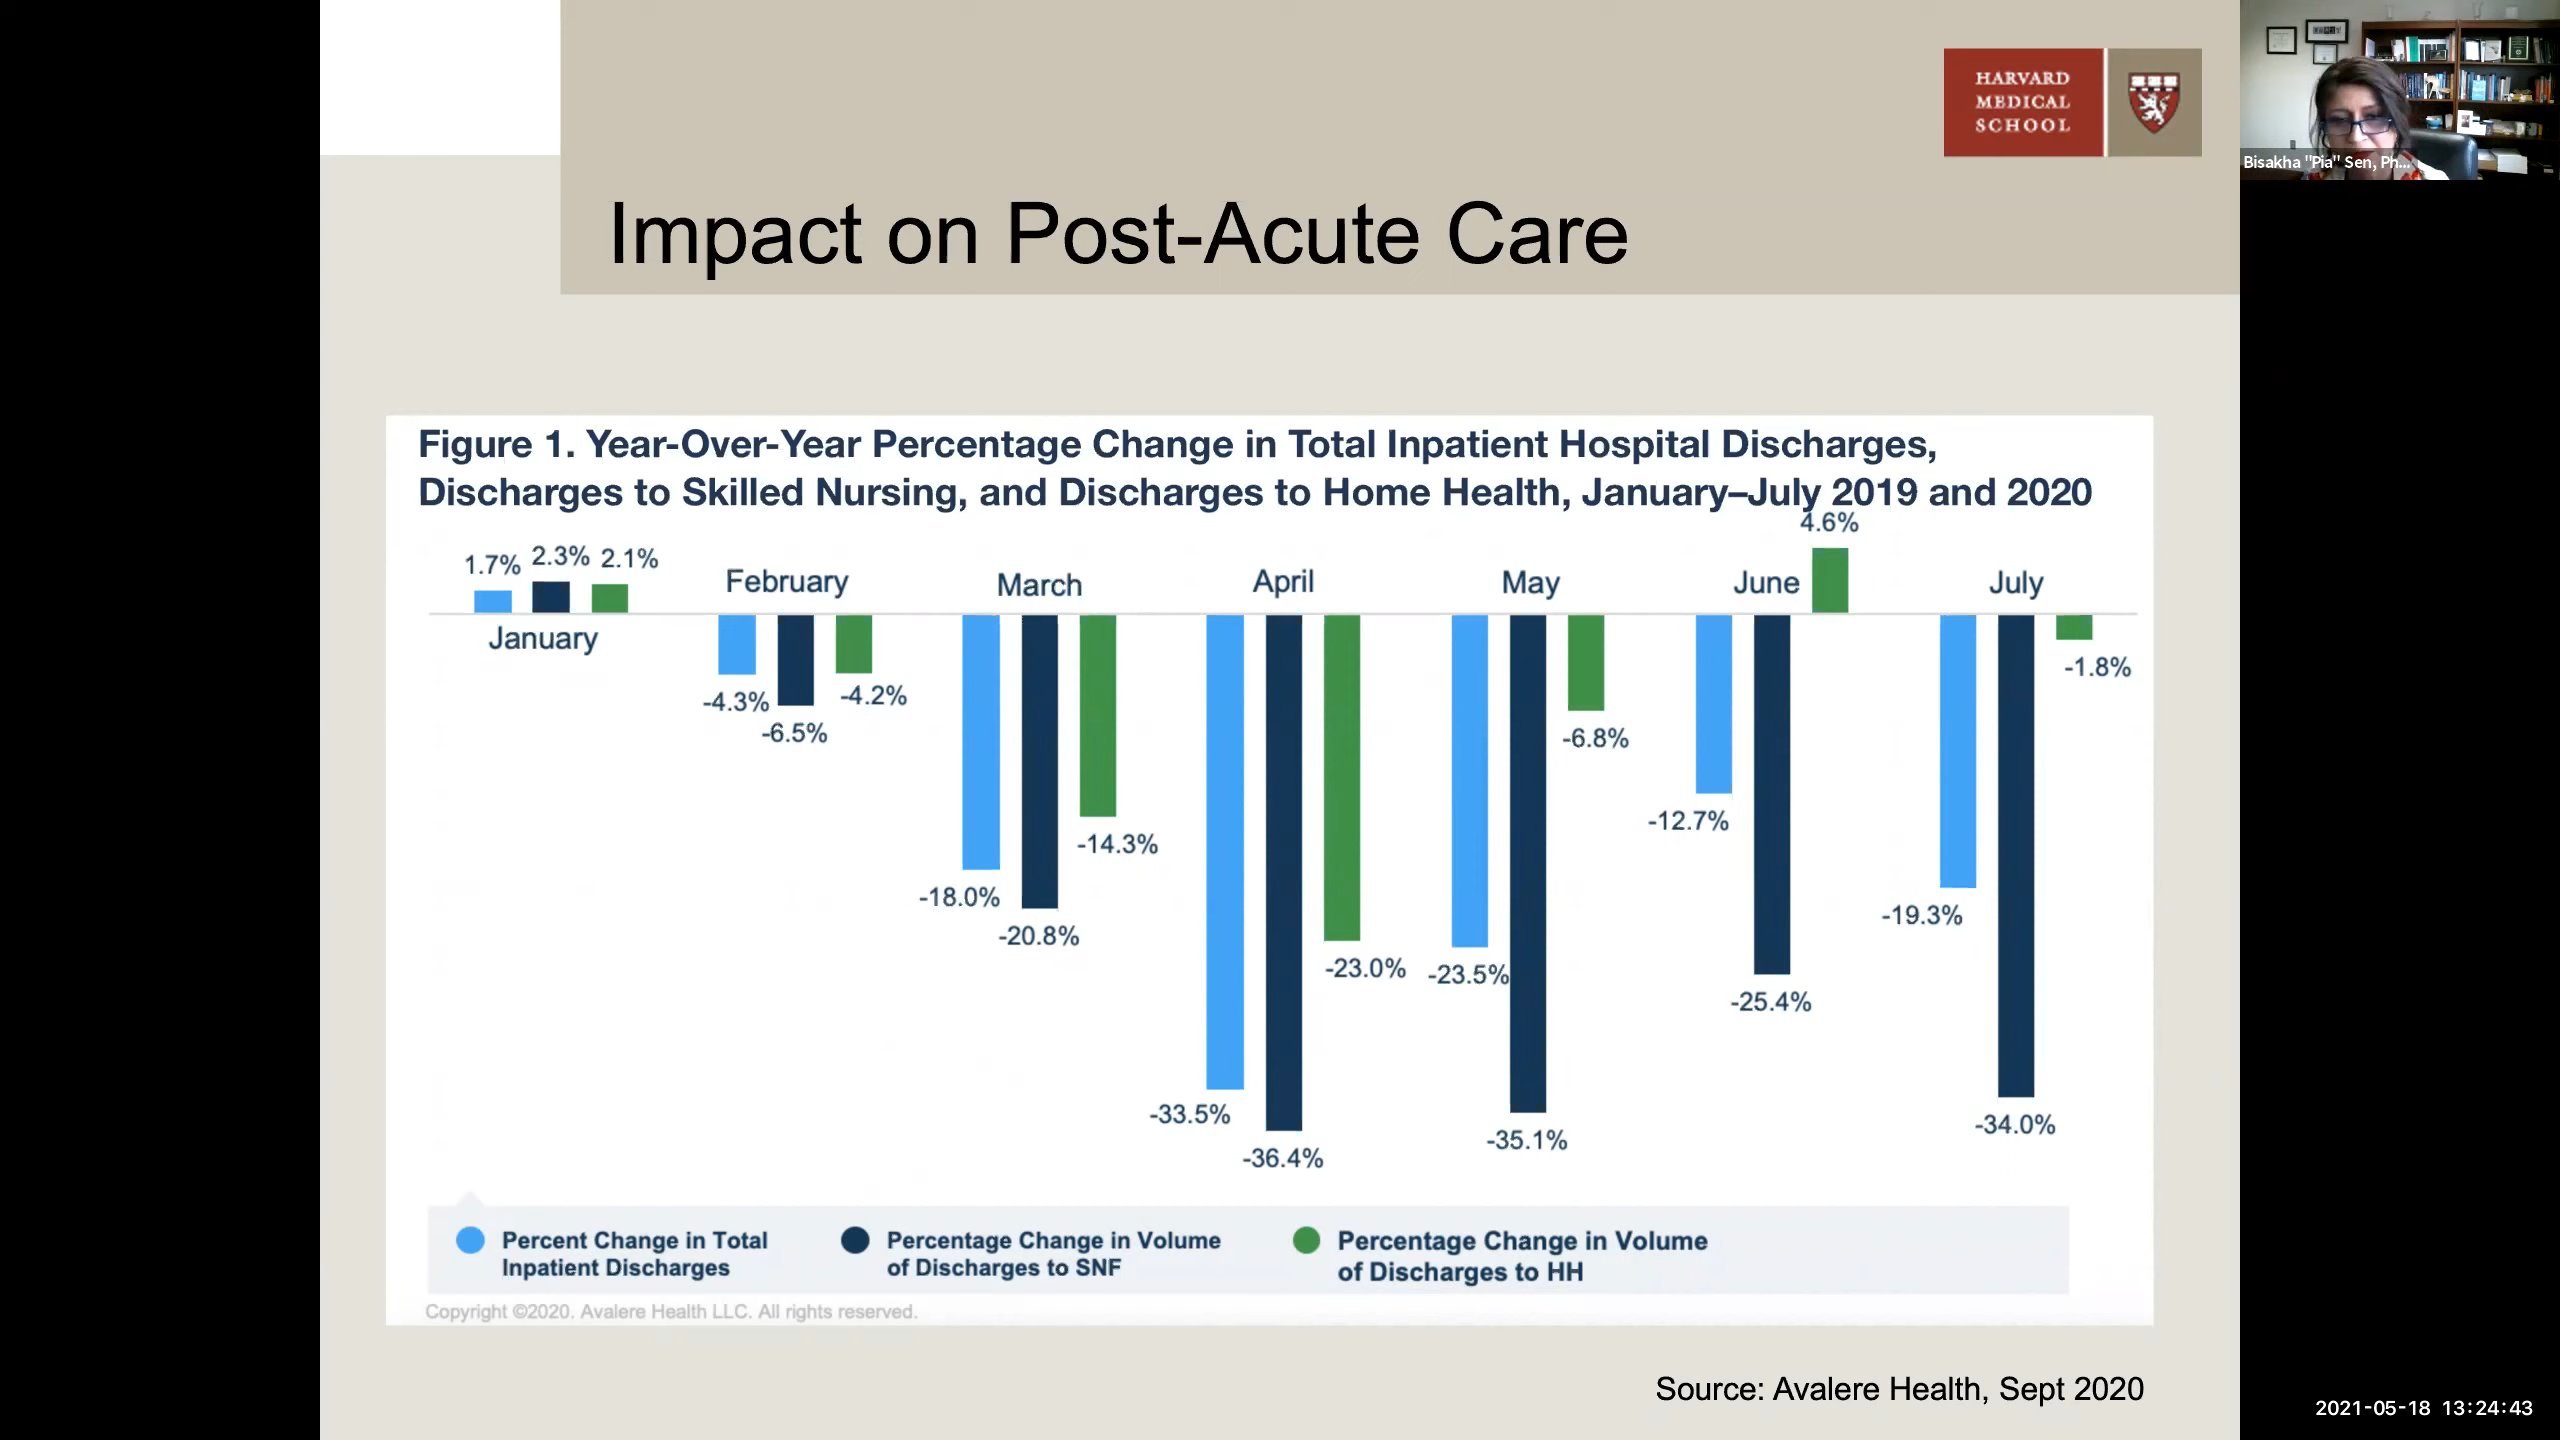 HARVARD
MEDICAL
SCHOOL
Bisakha "Pia" Sen, Ph...
Impact on Post-Acute Care
Figure 1. Year-Over-Year Percentage Change in Total Inpatient Hospital Discharges,
Discharges to Skilled Nursing, and Discharges to Home Health, January–July 2019 and 2020
1.7% 2.3% 2.1%
January
February
-4.3%
-6.5%
-4.2%
March
-18.0%
-20.8%
-14.3%
April
-33.5%
-36.4%
-23.0%
May
-23.5%
-35.1%
-6.8%
June
4.6%
-12.7%
-25.4%
July
-19.3%
-34.0%
-1.8%
Percent Change in Total
Inpatient Discharges
Percentage Change in Volume
of Discharges to SNF
Percentage Change in Volume
of Discharges to HH
Copyright ©2020. Avalere Health LLC. All rights reserved.
Source: Avalere Health, Sept 2020
2021-05-18 13:24:43